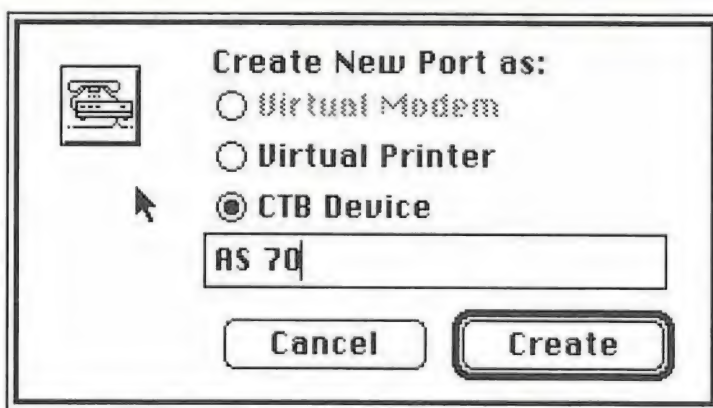 Create New Port as:
Virtual Modem
Virtual Printer
CTB Device
AS 70
Cancel Create